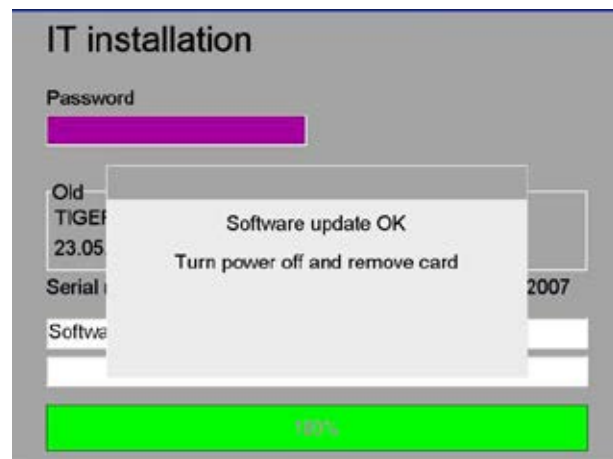 IT installation
Password
Old
TIGER
23.05.
Software update OK
Turn power off and remove card
Serial
2007
Softwa
100%